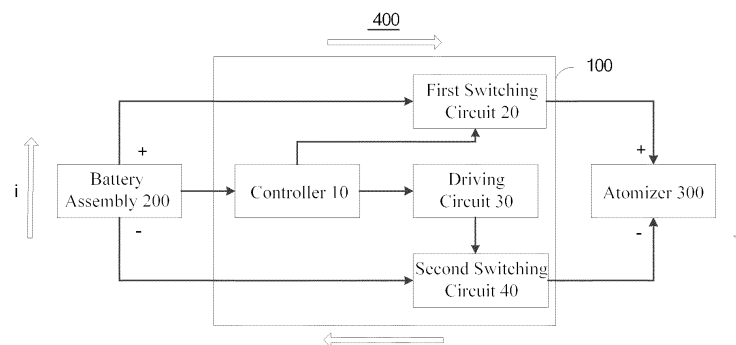 400
100
First Switching
Circuit 20
+
+
i
Battery
Assembly 200
Controller 10
Driving
Circuit 30
Atomizer 300
-
-
Second Switching
Circuit 40